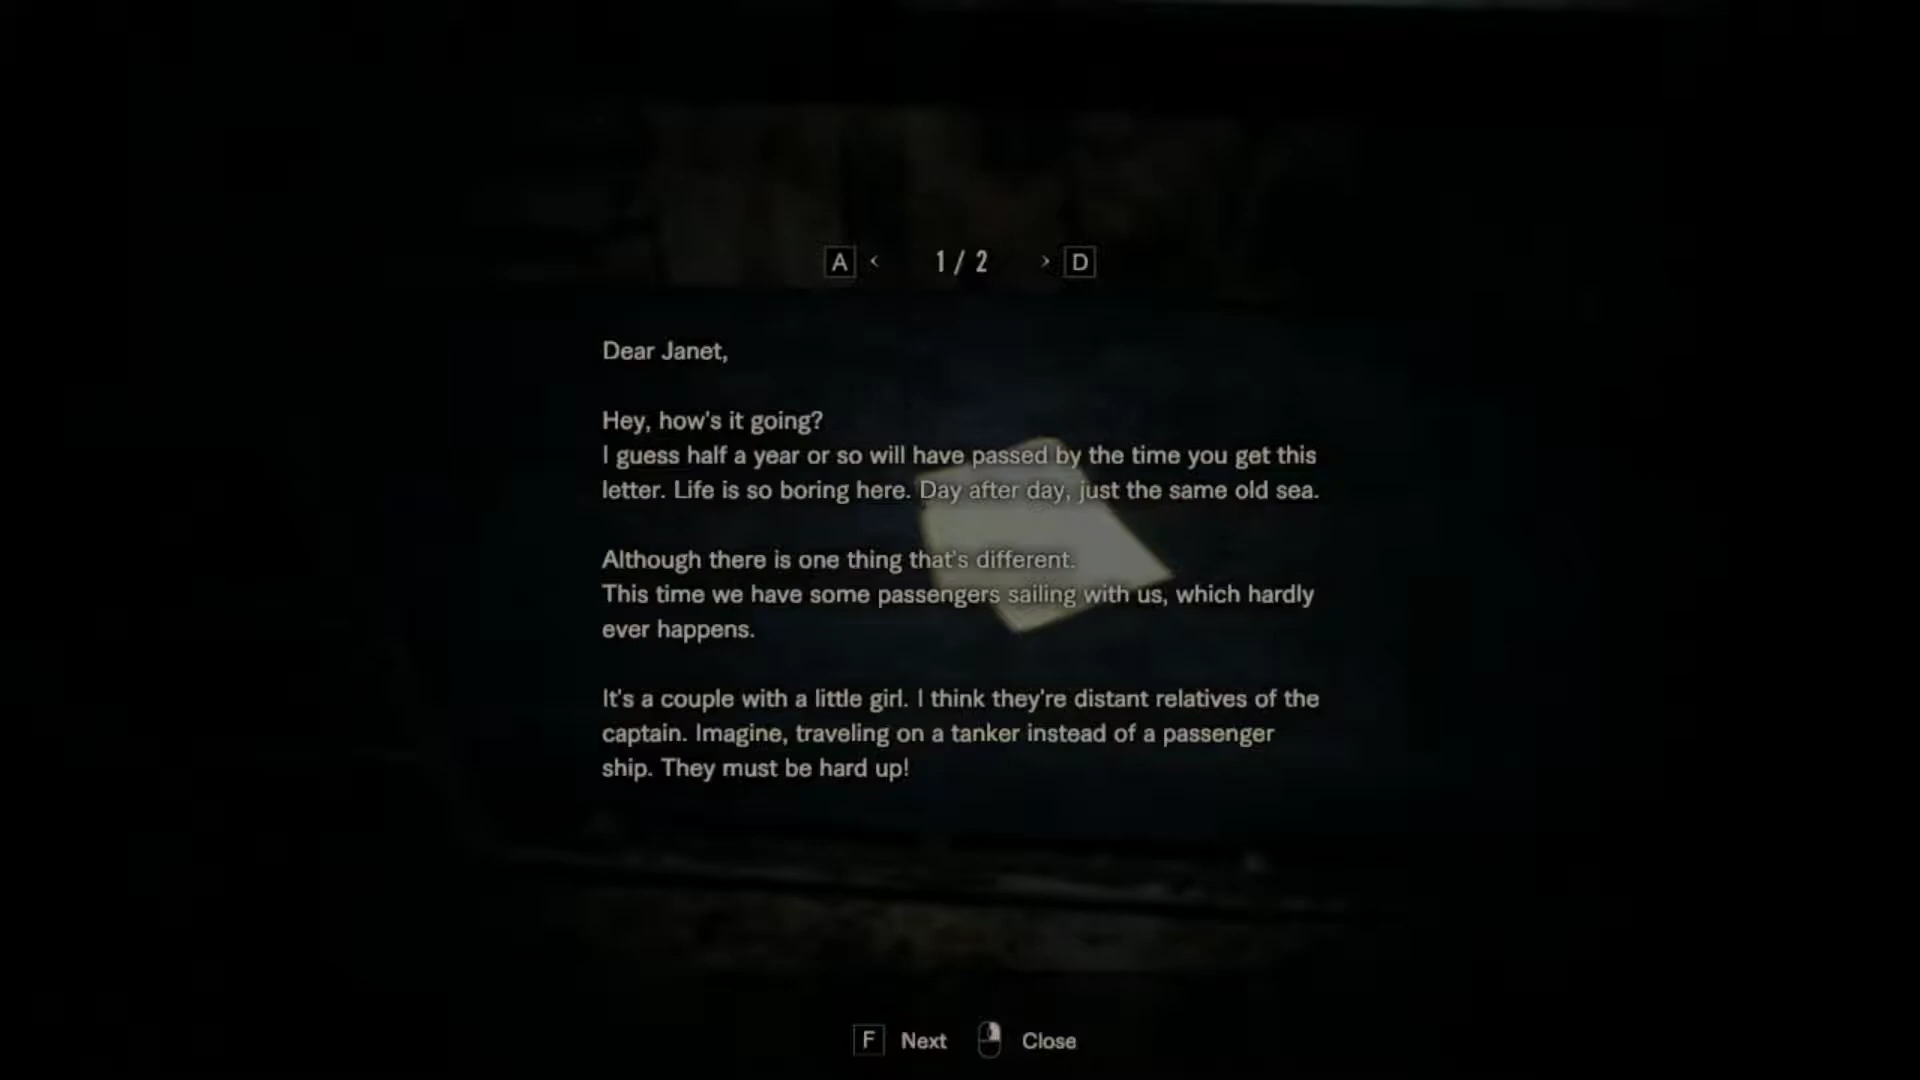 A < 1 / 2 > D
Dear Janet,
Hey, how's it going?
I guess half a year or so will have passed by the time you get this
letter. Life is so boring here. Day after day, just the same old sea.
Although there is one thing that's different.
This time we have some passengers sailing with us, which hardly
ever happens.
It's a couple with a little girl. I think they're distant relatives of the
captain. Imagine, traveling on a tanker instead of a passenger
ship. They must be hard up!
F Next Close